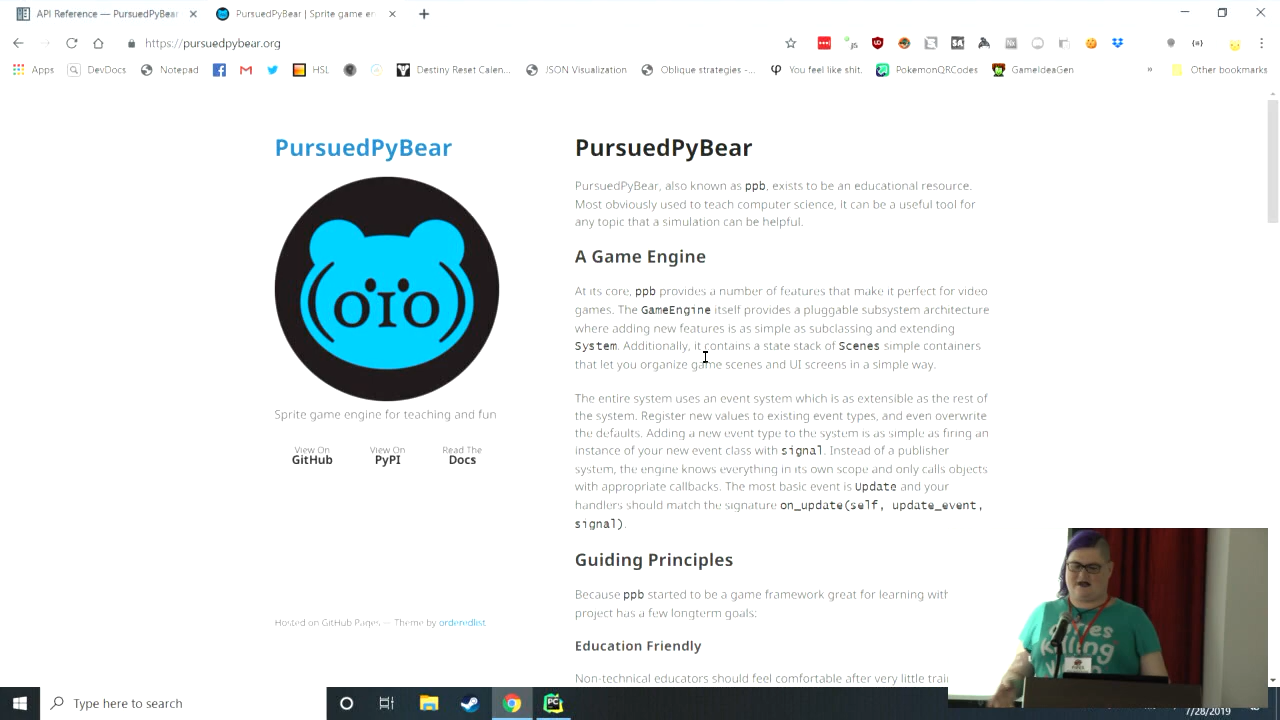 API Reference — PursuedPyBear
PursuedPyBear | Sprite game en
https://pursuedpybear.org
Apps
DevDocs
Notepad
HSL
Destiny Reset Calen...
JSON Visualization
Oblique strategies -...
You feel like shit.
PokemonQRCodes
GameIdeaGen
»
Other bookmarks
PursuedPyBear
Sprite game engine for teaching and fun
View On GitHub
View On PyPI
Read The Docs
Hosted on GitHub Pages — Theme by orderedlist
PursuedPyBear
PursuedPyBear, also known as ppb, exists to be an educational resource.
Most obviously used to teach computer science, it can be a useful tool for
any topic that a simulation can be helpful.
A Game Engine
At its core, ppb provides a number of features that make it perfect for video
games. The GameEngine itself provides a pluggable subsystem architecture
where adding new features is as simple as subclassing and extending
System. Additionally, it contains a state stack of Scenes simple containers
that let you organize game scenes and UI screens in a simple way.
The entire system uses an event system which is as extensible as the rest of
the system. Register new values to existing event types, and even overwrite
the defaults. Adding a new event type to the system is as simple as firing an
instance of your new event class with signal. Instead of a publisher
system, the engine knows everything in its own scope and only calls objects
with appropriate callbacks. The most basic event is Update and your
handlers should match the signature on_update(self, update_event,
signal).
Guiding Principles
Because ppb started to be a game framework great for learning with
project has a few longterm goals:
Education Friendly
Non-technical educators should feel comfortable after very little trai
Type here to search
7/28/2019